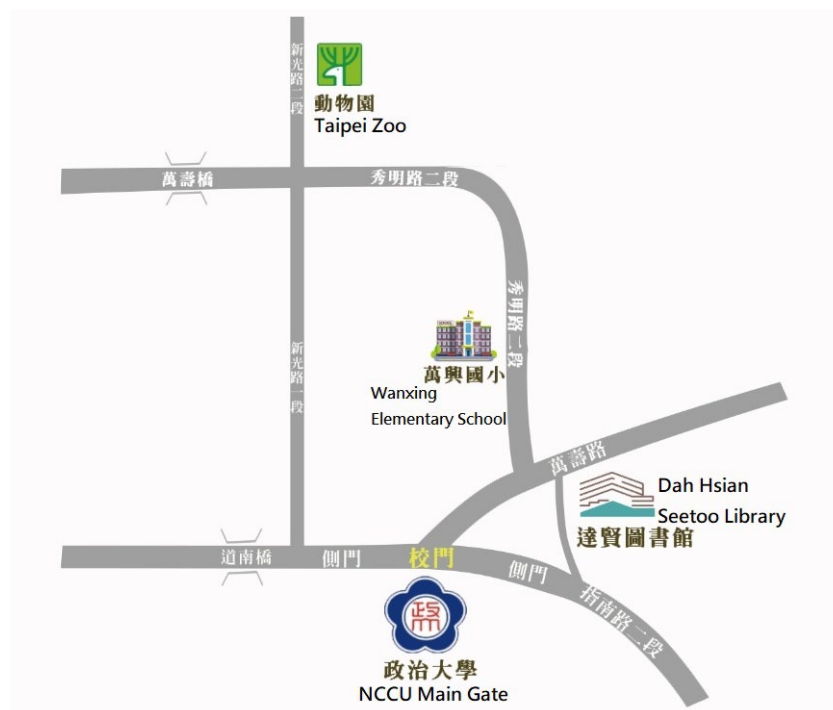 新光路二段
動物園
Taipei Zoo
萬壽橋
秀明路二段
秀明路二段
新光路一段
萬興國小
Wanxing
Elementary School
萬壽路
Dah Hsian
Seetoo Library
達賢圖書館
道南橋
側門
校門
側門
指南路二段
政
政治大學
NCCU Main Gate